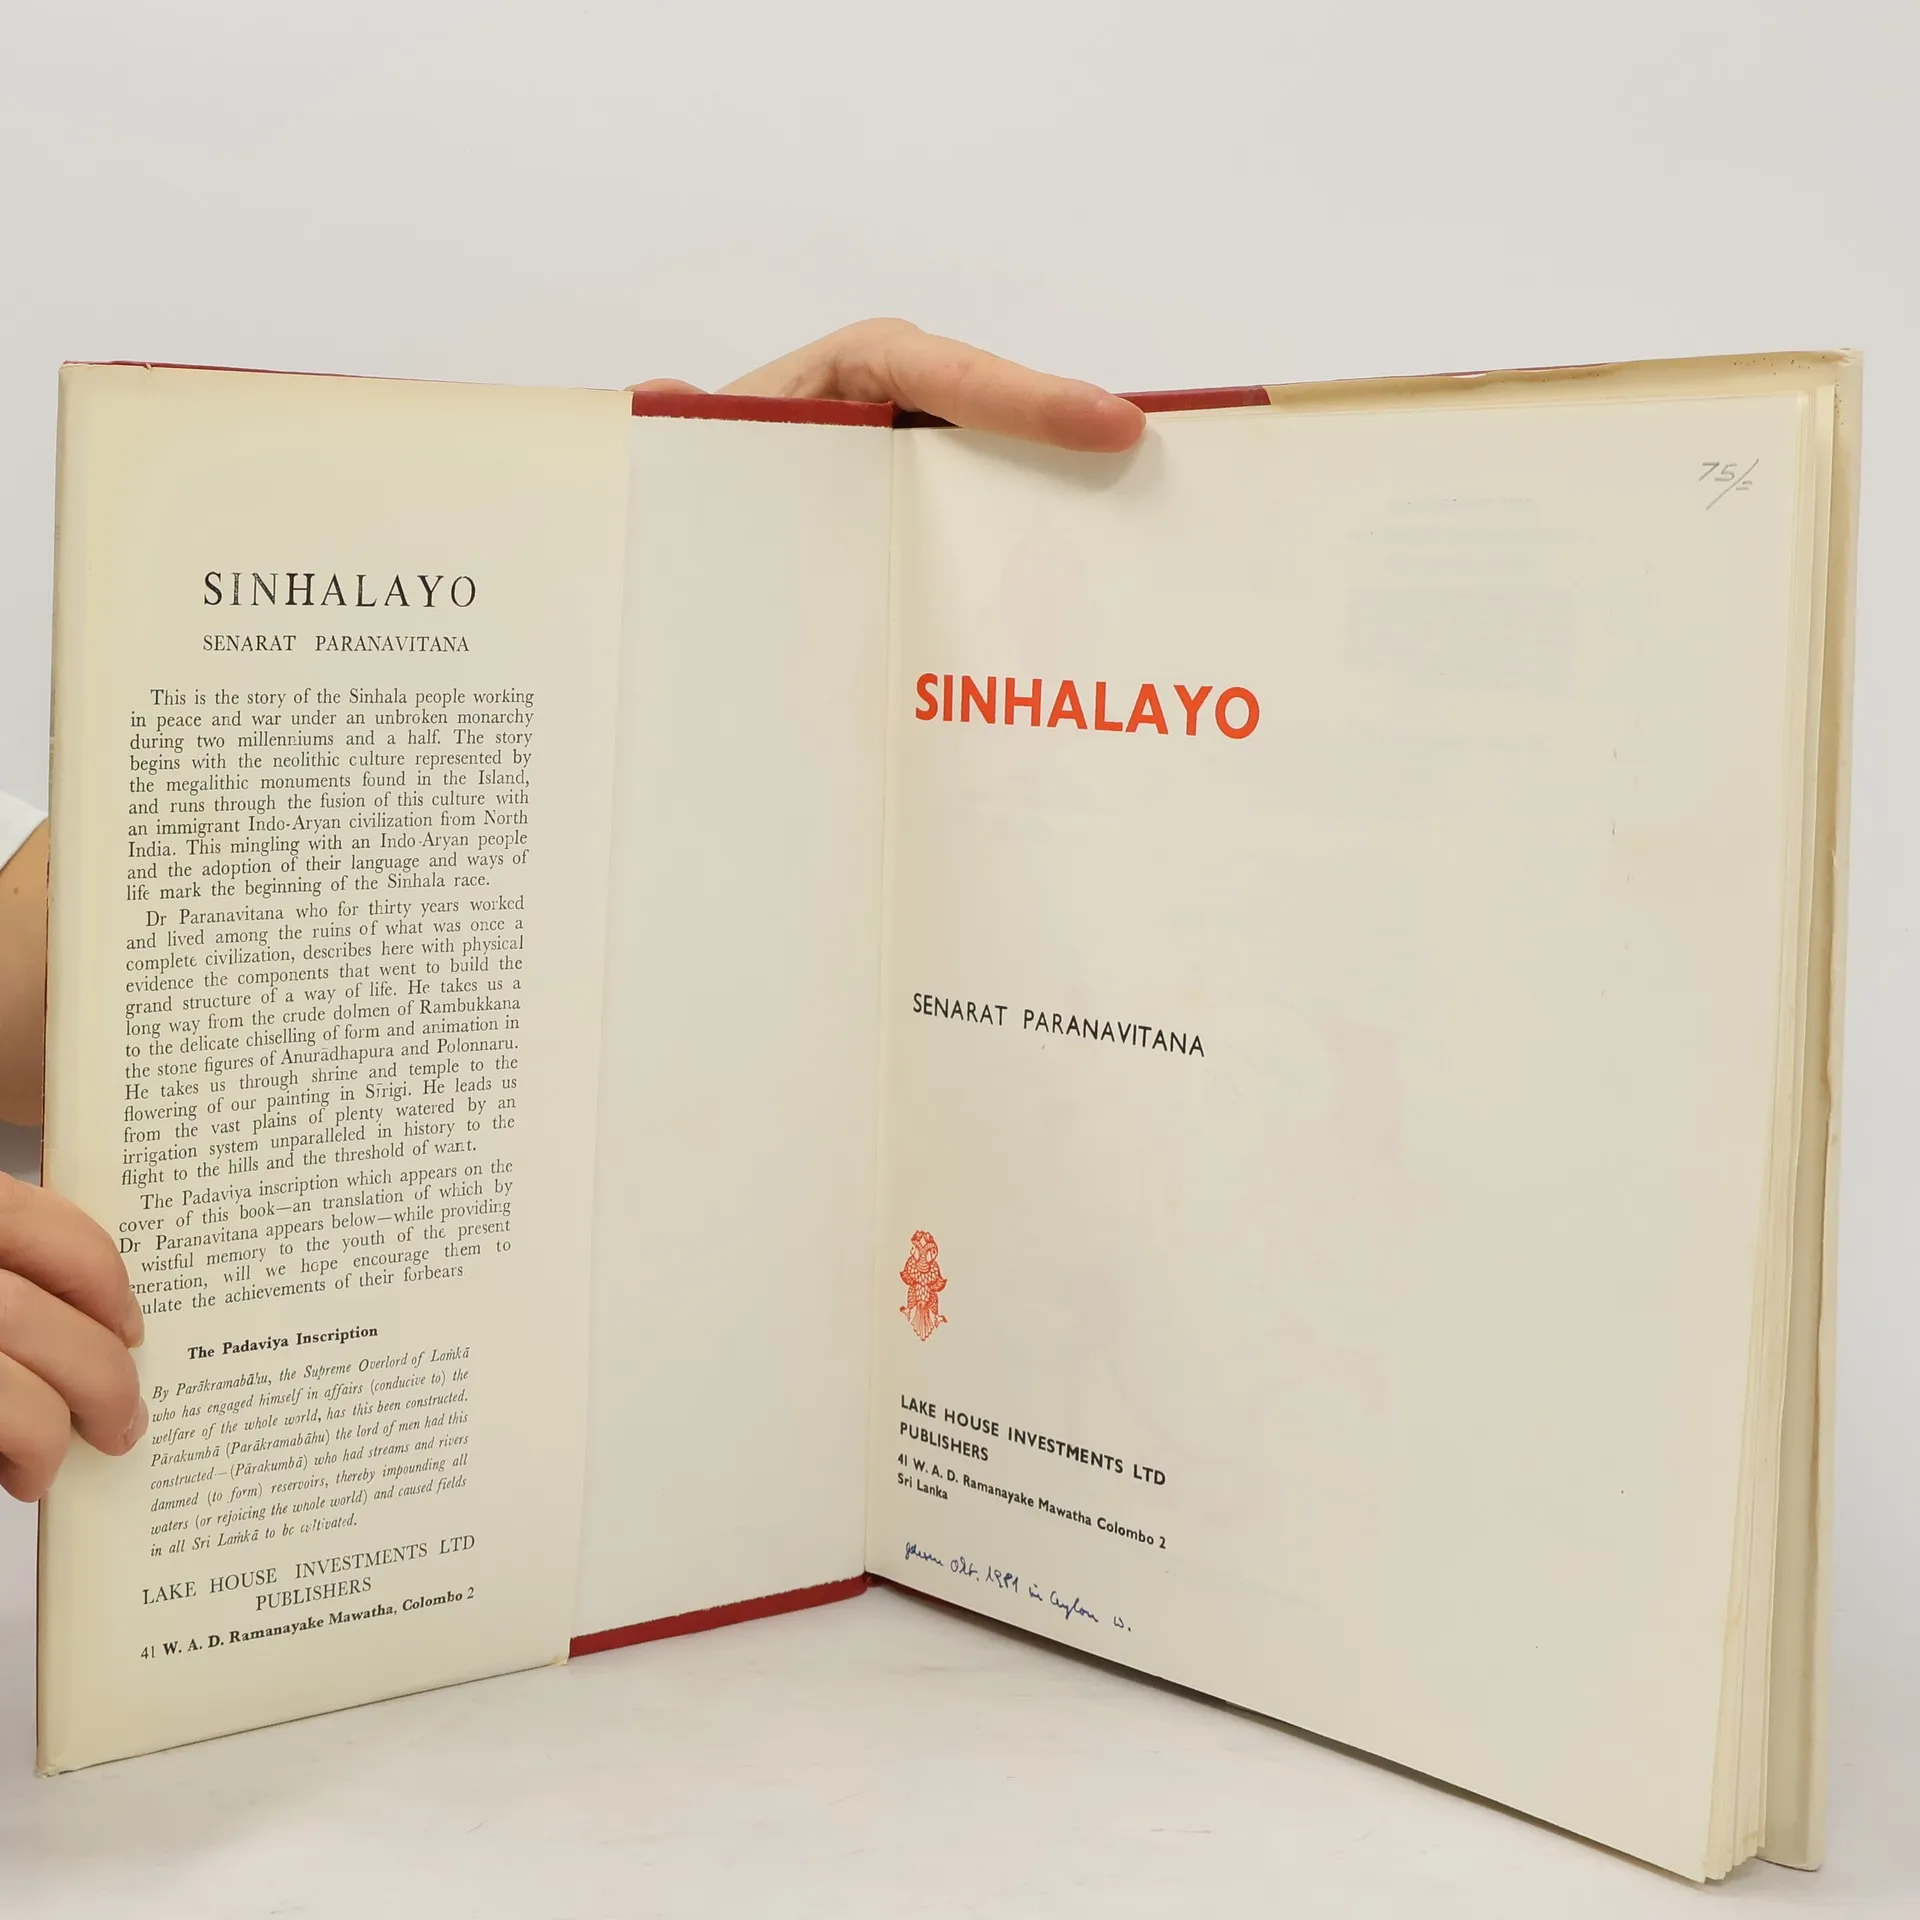 SINHALAYO
SENARAT PARANAVITANA
This is the story of the Sinhala people working
in peace and war under an unbroken monarchy
during two millenniums and a half. The story
begins with the neolithic culture represented by
the megalithic monuments found in the Island,
and runs through the fusion of this culture with
an immigrant Indo-Aryan civilization from North
India. This mingling with an Indo-Aryan people
and the adoption of their language and ways of
life mark the beginning of the Sinhala race.
Dr Paranavitana who for thirty years worked
and lived among the ruins of what was once a
complete civilization, describes here with physical
evidence the components that went to build the
grand structure of a way of life. He takes us a
long way from the crude dolmen of Rambukkana
to the delicate chiselling of form and animation in
the stone figures of Anurādhapura and Polonnaru.
He takes us through shrine and temple to the
flowering of our painting in Sīrigi. He leads us
from the vast plains of plenty watered by an
irrigation system unparalleled in history to the
flight to the hills and the threshold of want.
The Padaviya inscription which appears on the
cover of this book—an translation of which by
Dr Paranavitana appears below—while providing
wistful memory to the youth of the present
eneration, will we hope encourage them to
ulate the achievements of their forbears
The Padaviya Inscription
By Parākramabāhu, the Supreme Overlord of Laṁkā
who has engaged himself in affairs (conducive to) the
welfare of the whole world, has this been constructed.
Pārakumbā (Parākramabāhu) the lord of men had this
constructed—(Pārakumbā) who had streams and rivers
dammed (to form) reservoirs, thereby impounding all
waters (or rejoicing the whole world) and caused fields
in all Sri Laṁkā to be cultivated.
LAKE HOUSE INVESTMENTS LTD
PUBLISHERS
41 W. A. D. Ramanayake Mawatha, Colombo 2
75/=
SINHALAYO
SENARAT PARANAVITANA
LAKE HOUSE INVESTMENTS LTD
PUBLISHERS
41 W. A. D. Ramanayake Mawatha Colombo 2
Sri Lanka
Okt. 1981 in Ceylon W.